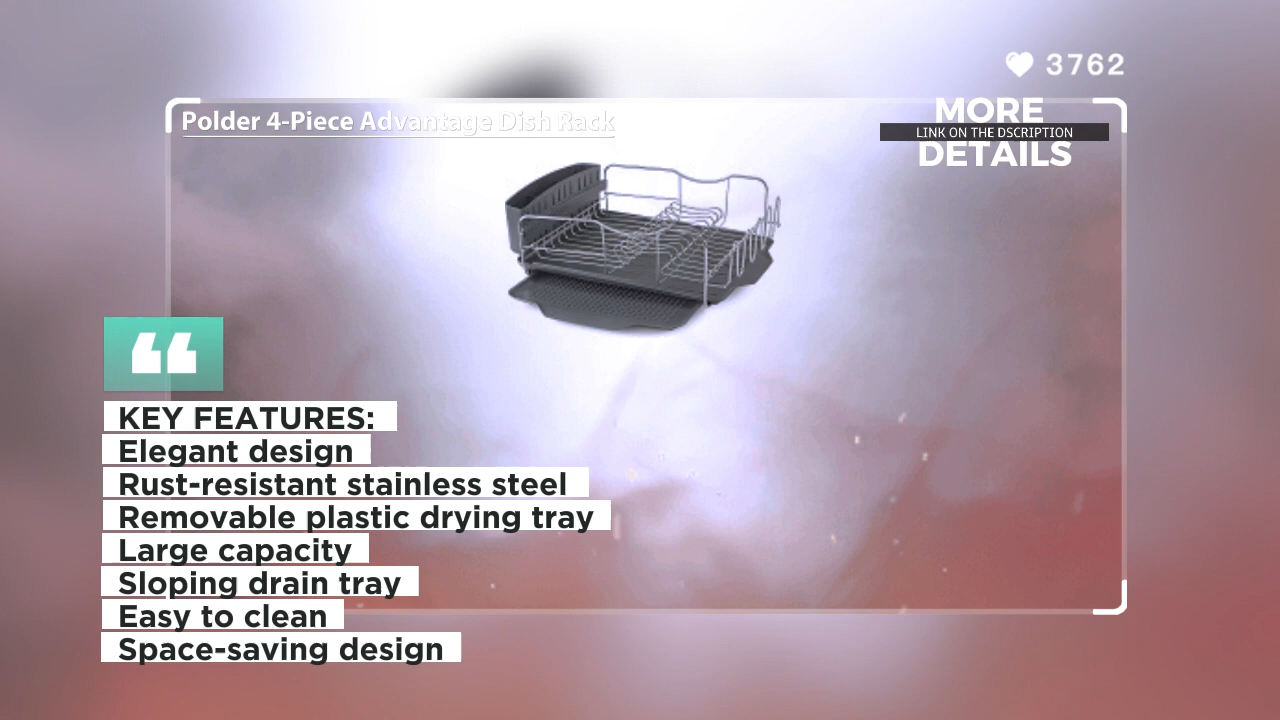 3762
Polder 4-Piece Advantage Dish Rack
MORE
LINK ON THE DSCRIPTION
DETAILS
KEY FEATURES:
Elegant design
Rust-resistant stainless steel
Removable plastic drying tray
Large capacity
Sloping drain tray
Easy to clean
Space-saving design